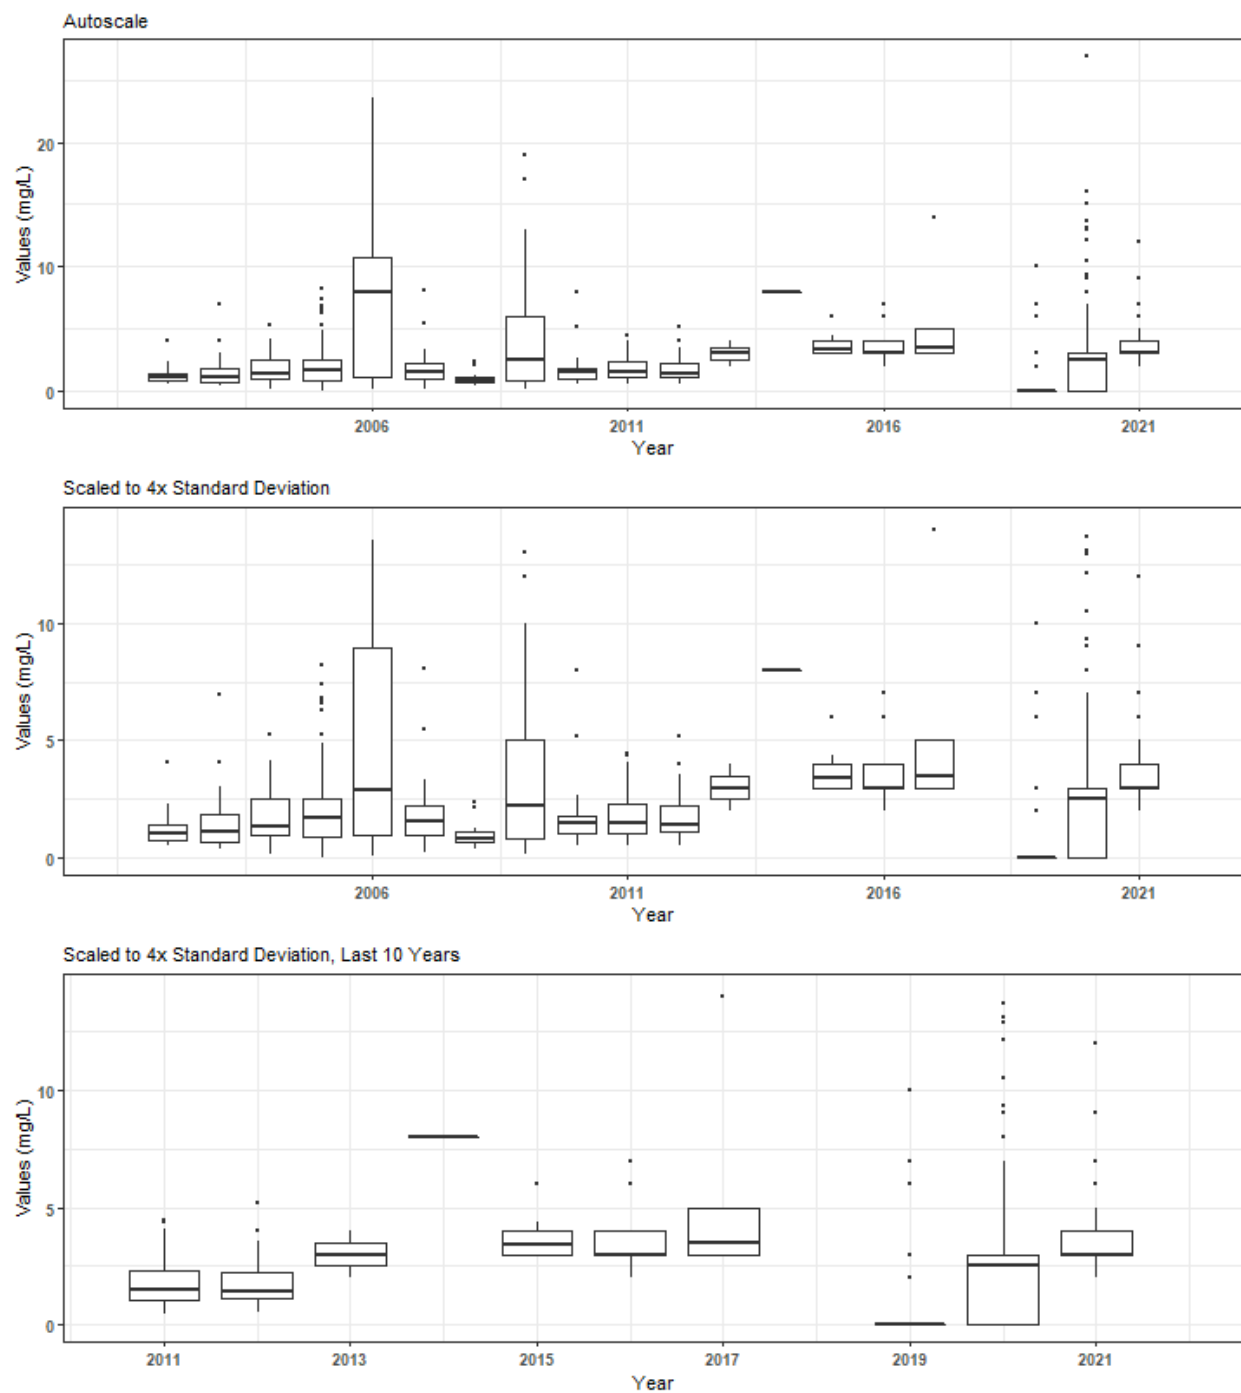 Autoscale
20
10
0
Values (mg/L)
2006 2011 2016 2021
Year
Scaled to 4x Standard Deviation
10
5
0
Values (mg/L)
2006 2011 2016 2021
Year
Scaled to 4x Standard Deviation, Last 10 Years
10
5
0
Values (mg/L)
2011 2013 2015 2017 2019 2021
Year